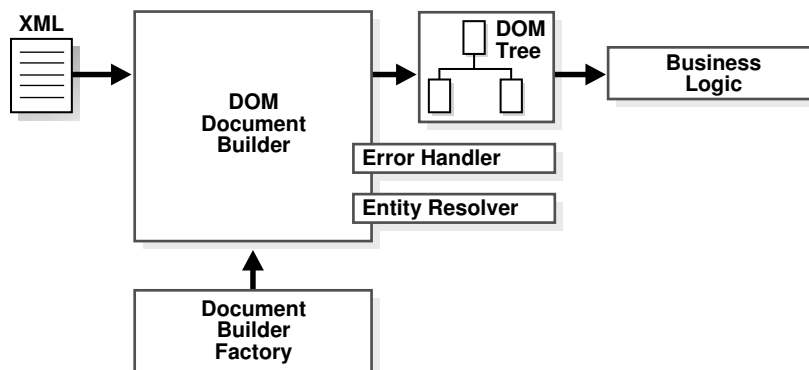 XML
DOM
Document
Builder
DOM
Tree
Business
Logic
Error Handler
Entity Resolver
Document
Builder
Factory